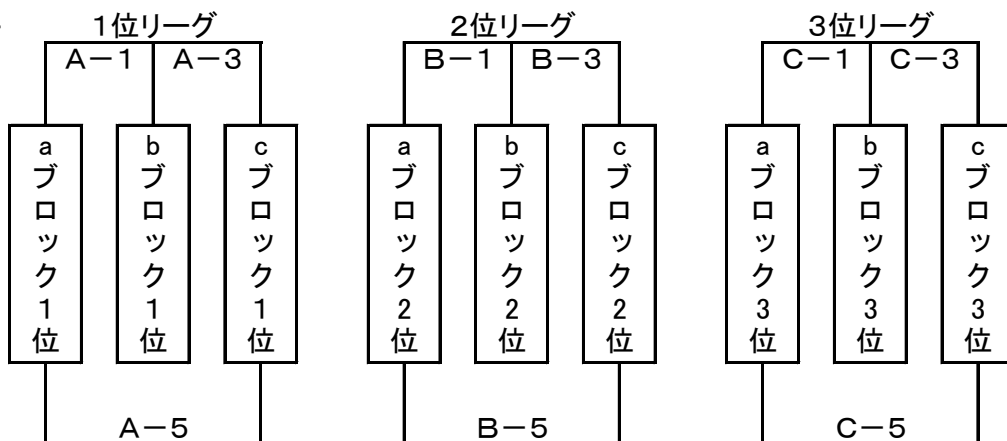 1位リーグ
A-1 A-3
aブロック1位
bブロック1位
cブロック1位
A-5
2位リーグ
B-1 B-3
aブロック2位
bブロック2位
cブロック2位
B-5
3位リーグ
C-1 C-3
aブロック3位
bブロック3位
cブロック3位
C-5